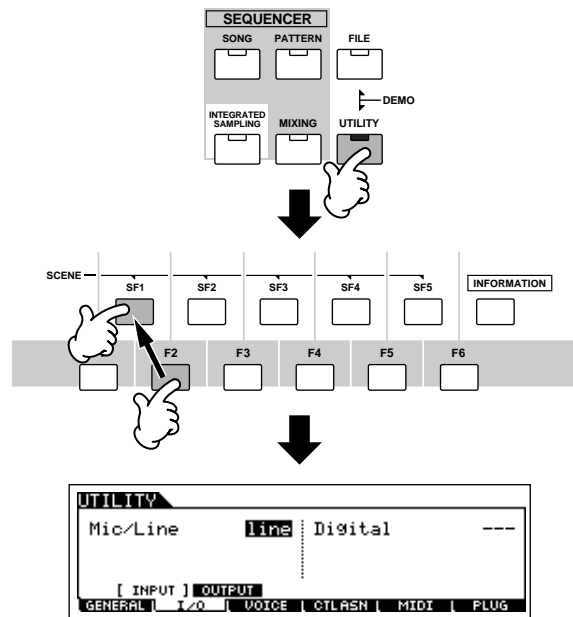 SEQUENCER
SONG PATTERN FILE
DEMO
INTEGRATED SAMPLING MIXING UTILITY
SCENE
SF1 SF2 SF3 SF4 SF5 INFORMATION
F2 F3 F4 F5 F6
UTILITY
Mic/Line line Digital ---
[ INPUT ] OUTPUT
GENERAL I/O VOICE CTLASN MIDI PLUG